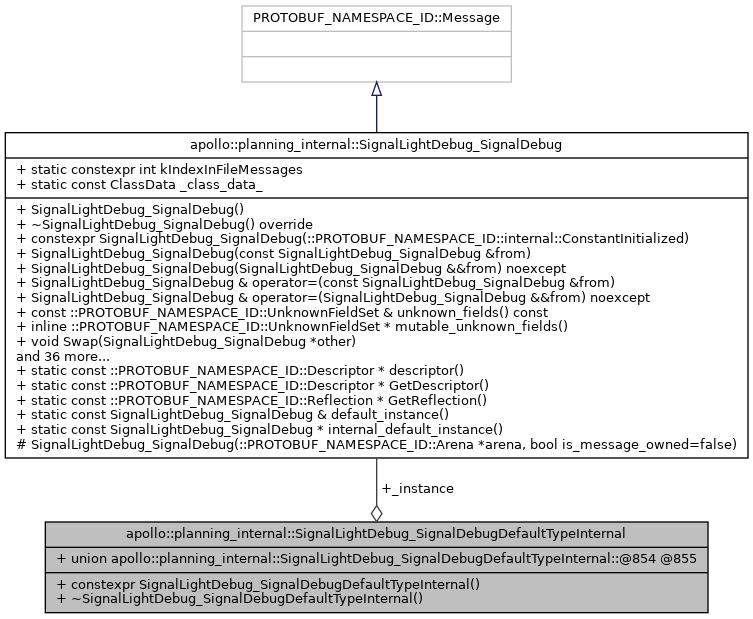 PROTOBUF_NAMESPACE_ID::Message
apollo::planning_internal::SignalLightDebug_SignalDebug
+ static constexpr int kIndexInFileMessages
+ static const ClassData _class_data_
+ SignalLightDebug_SignalDebug()
+ ~SignalLightDebug_SignalDebug() override
+ constexpr SignalLightDebug_SignalDebug(::PROTOBUF_NAMESPACE_ID::internal::ConstantInitialized)
+ SignalLightDebug_SignalDebug(const SignalLightDebug_SignalDebug &from)
+ SignalLightDebug_SignalDebug(SignalLightDebug_SignalDebug &&from) noexcept
+ SignalLightDebug_SignalDebug & operator=(const SignalLightDebug_SignalDebug &from)
+ SignalLightDebug_SignalDebug & operator=(SignalLightDebug_SignalDebug &&from) noexcept
+ const ::PROTOBUF_NAMESPACE_ID::UnknownFieldSet & unknown_fields() const
+ inline ::PROTOBUF_NAMESPACE_ID::UnknownFieldSet * mutable_unknown_fields()
+ void Swap(SignalLightDebug_SignalDebug *other)
and 36 more...
+ static const ::PROTOBUF_NAMESPACE_ID::Descriptor * descriptor()
+ static const ::PROTOBUF_NAMESPACE_ID::Descriptor * GetDescriptor()
+ static const ::PROTOBUF_NAMESPACE_ID::Reflection * GetReflection()
+ static const SignalLightDebug_SignalDebug & default_instance()
+ static const SignalLightDebug_SignalDebug * internal_default_instance()
# SignalLightDebug_SignalDebug(::PROTOBUF_NAMESPACE_ID::Arena *arena, bool is_message_owned=false)
+_instance
apollo::planning_internal::SignalLightDebug_SignalDebugDefaultTypeInternal
+ union apollo::planning_internal::SignalLightDebug_SignalDebugDefaultTypeInternal::@854 @855
+ constexpr SignalLightDebug_SignalDebugDefaultTypeInternal()
+ ~SignalLightDebug_SignalDebugDefaultTypeInternal()